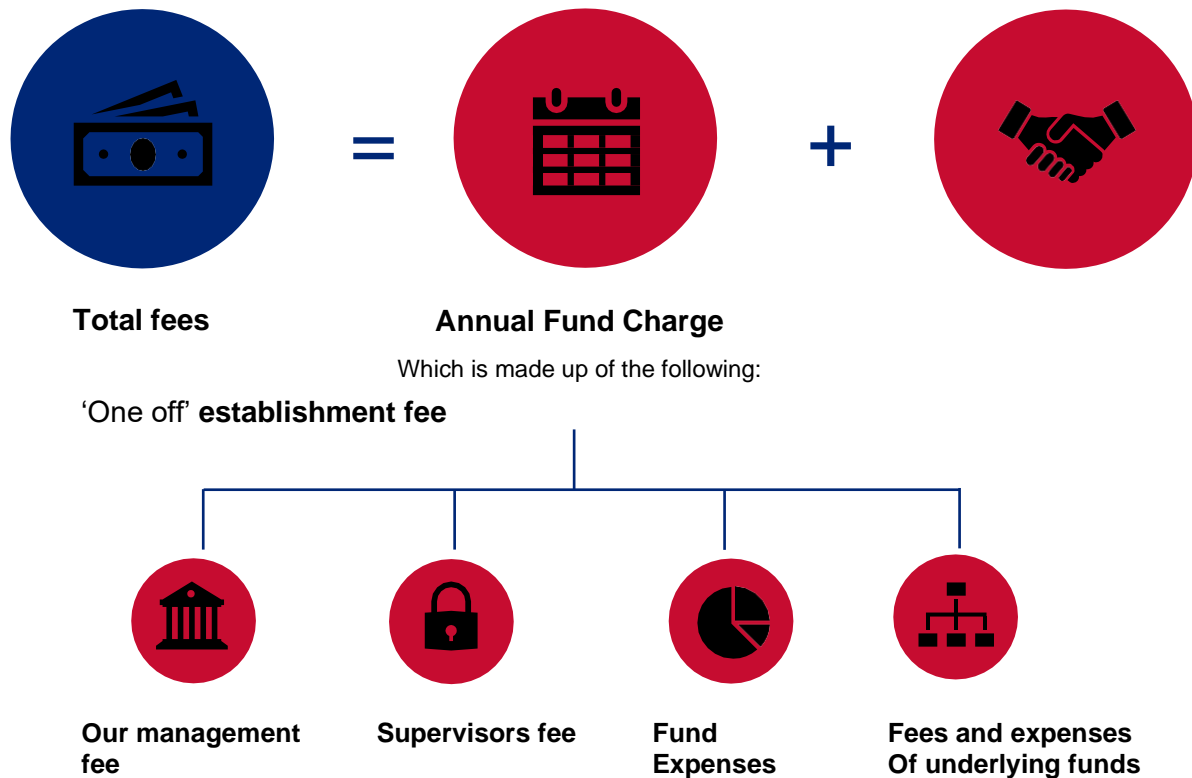 =
+
Total fees
Annual Fund Charge
Which is made up of the following:
‘One off’ establishment fee
Our management
fee
Supervisors fee
Fund
Expenses
Fees and expenses
Of underlying funds